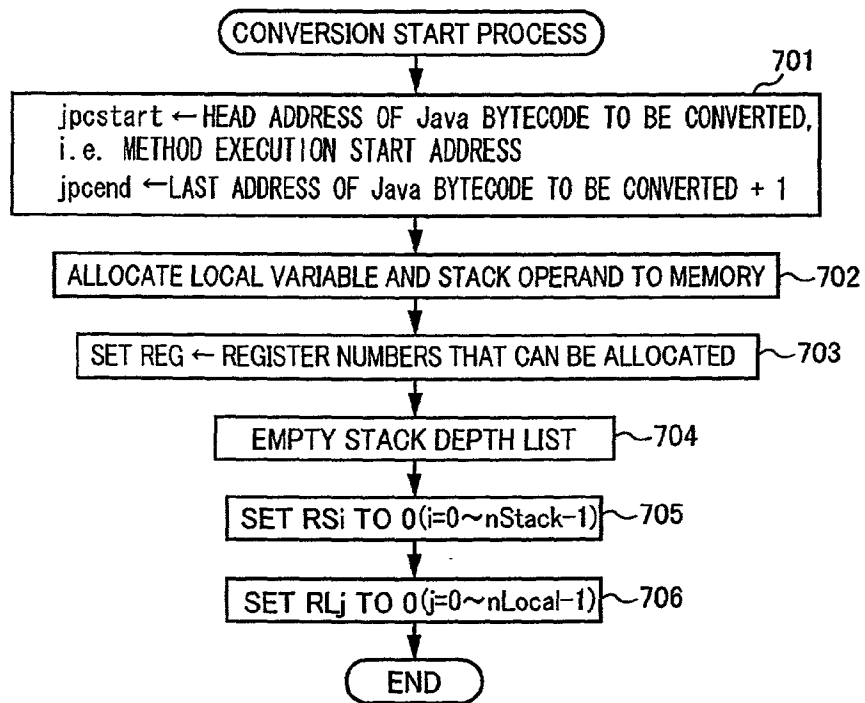 CONVERSION START PROCESS
701
jpcstart ← HEAD ADDRESS OF Java BYTECODE TO BE CONVERTED,
i.e. METHOD EXECUTION START ADDRESS
jpcend ← LAST ADDRESS OF Java BYTECODE TO BE CONVERTED + 1
ALLOCATE LOCAL VARIABLE AND STACK OPERAND TO MEMORY 702
SET REG ← REGISTER NUMBERS THAT CAN BE ALLOCATED 703
EMPTY STACK DEPTH LIST 704
SET RSi TO 0(i=0~nStack-1) 705
SET RLj TO 0(j=0~nLocal-1) 706
END